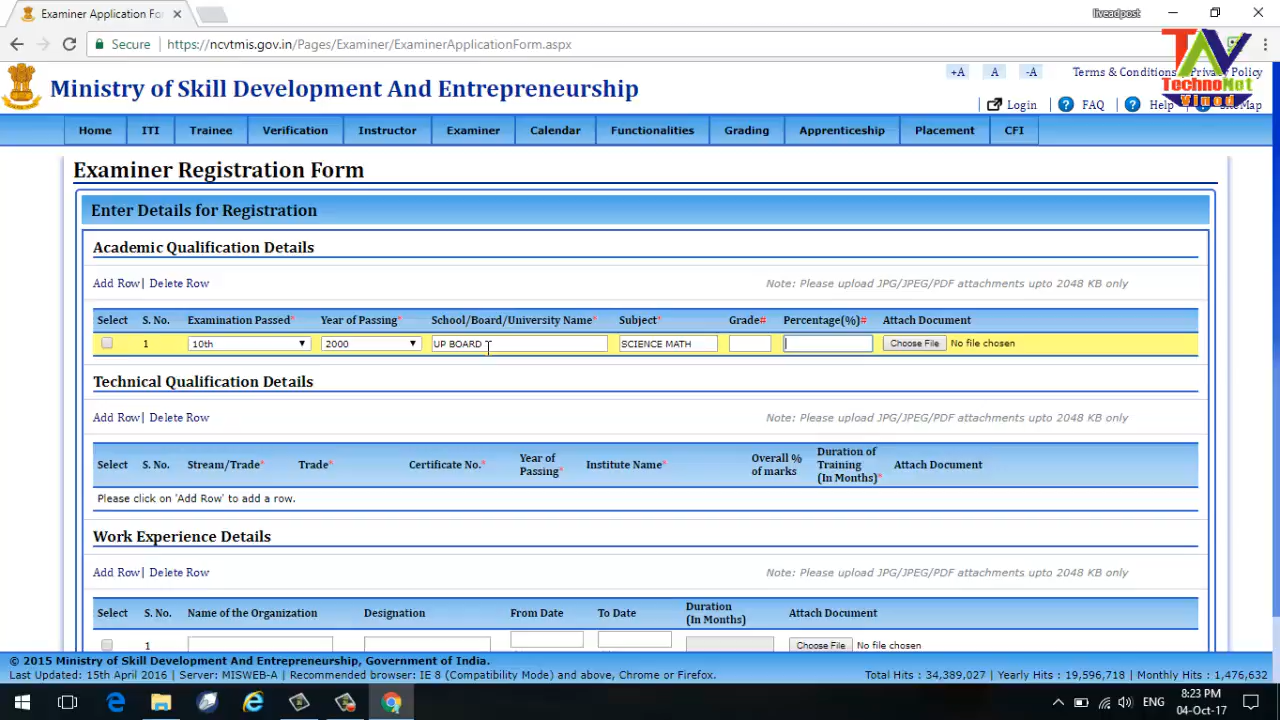 Examiner Application Fo
liveadpost
Secure | https://ncvtmis.gov.in/Pages/Examiner/ExaminerApplicationForm.aspx
Ministry of Skill Development And Entrepreneurship
+A A -A Terms & Conditions Privacy Policy
TechnoNot
Vinod
Login FAQ Help Map
Home ITI Trainee Verification Instructor Examiner Calendar Functionalities Grading Apprenticeship Placement CFI
Examiner Registration Form
Enter Details for Registration
Academic Qualification Details
Add Row| Delete Row Note: Please upload JPG/JPEG/PDF attachments upto 2048 KB only
Select S. No. Examination Passed* Year of Passing* School/Board/University Name* Subject* Grade# Percentage(%)# Attach Document
1 10th 2000 UP BOARD SCIENCE MATH Choose File No file chosen
Technical Qualification Details
Add Row| Delete Row Note: Please upload JPG/JPEG/PDF attachments upto 2048 KB only
Select S. No. Stream/Trade* Trade* Certificate No.* Year of Passing* Institute Name* Overall % of marks Duration of Training (In Months)* Attach Document
Please click on 'Add Row' to add a row.
Work Experience Details
Add Row| Delete Row Note: Please upload JPG/JPEG/PDF attachments upto 2048 KB only
Select S. No. Name of the Organization Designation From Date To Date Duration (In Months) Attach Document
1 Choose File No file chosen
© 2015 Ministry of Skill Development And Entrepreneurship, Government of India.
Last Updated: 15th April 2016 | Server: MISWEB-A | Recommended browser: IE 8 (Compatibility Mode) and above, Chrome or Firefox. Total Hits : 34,389,027 | Yearly Hits : 19,596,718 | Monthly Hits : 1,476,632
ENG 8:23 PM
04-Oct-17